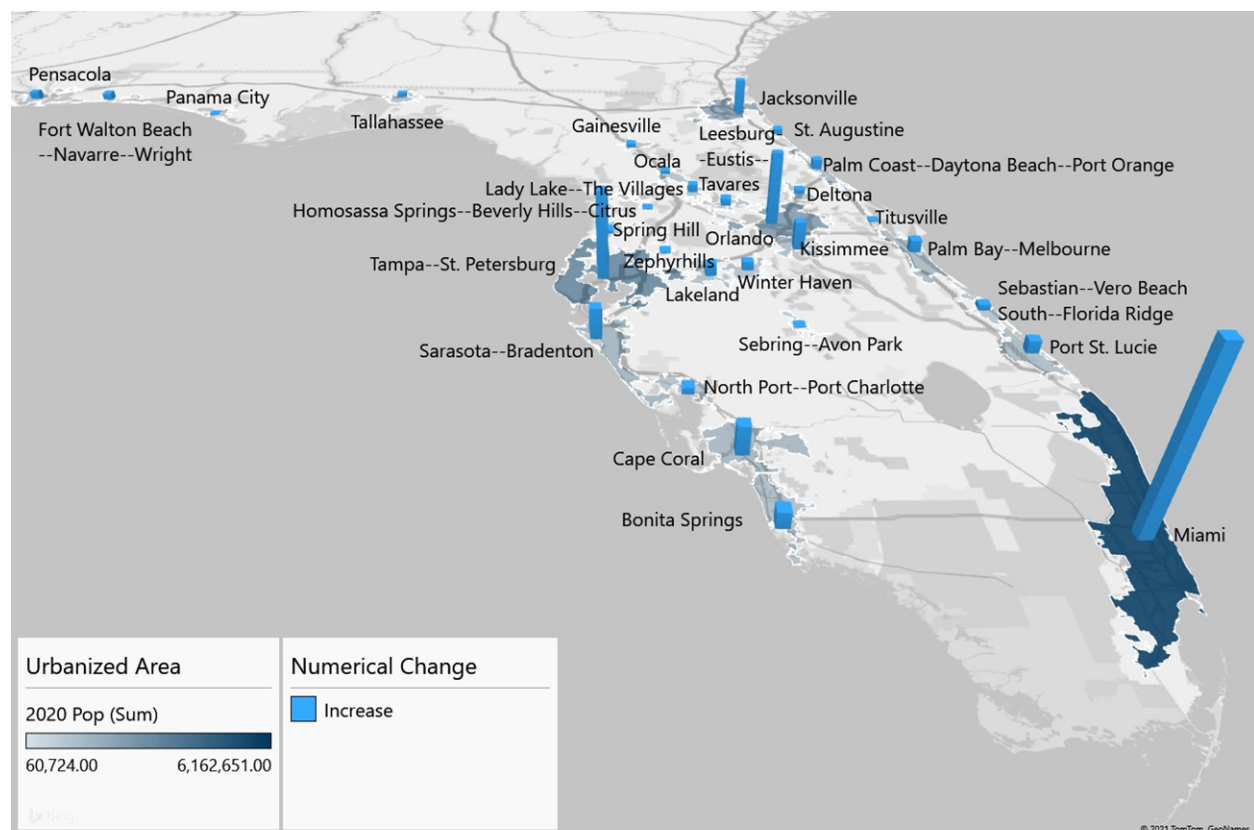 Pensacola
Panama City
Fort Walton Beach
--Navarre--Wright
Tallahassee
Jacksonville
St. Augustine
Gainesville
Leesburg-
-Eustis--
Tavares
Ocala
Palm Coast--Daytona Beach--Port Orange
Lady Lake--The Villages
Deltona
Homosassa Springs--Beverly Hills--Citrus
Titusville
Spring Hill
Orlando
Kissimmee
Palm Bay--Melbourne
Tampa--St. Petersburg
Zephyrhills
Lakeland
Winter Haven
Sebastian--Vero Beach
South--Florida Ridge
Sarasota--Bradenton
Sebring--Avon Park
Port St. Lucie
North Port--Port Charlotte
Cape Coral
Bonita Springs
Miami
Urbanized Area
2020 Pop (Sum)
60,724.00 6,162,651.00
bing
Numerical Change
Increase
© 2021 TomTom, GeoNames